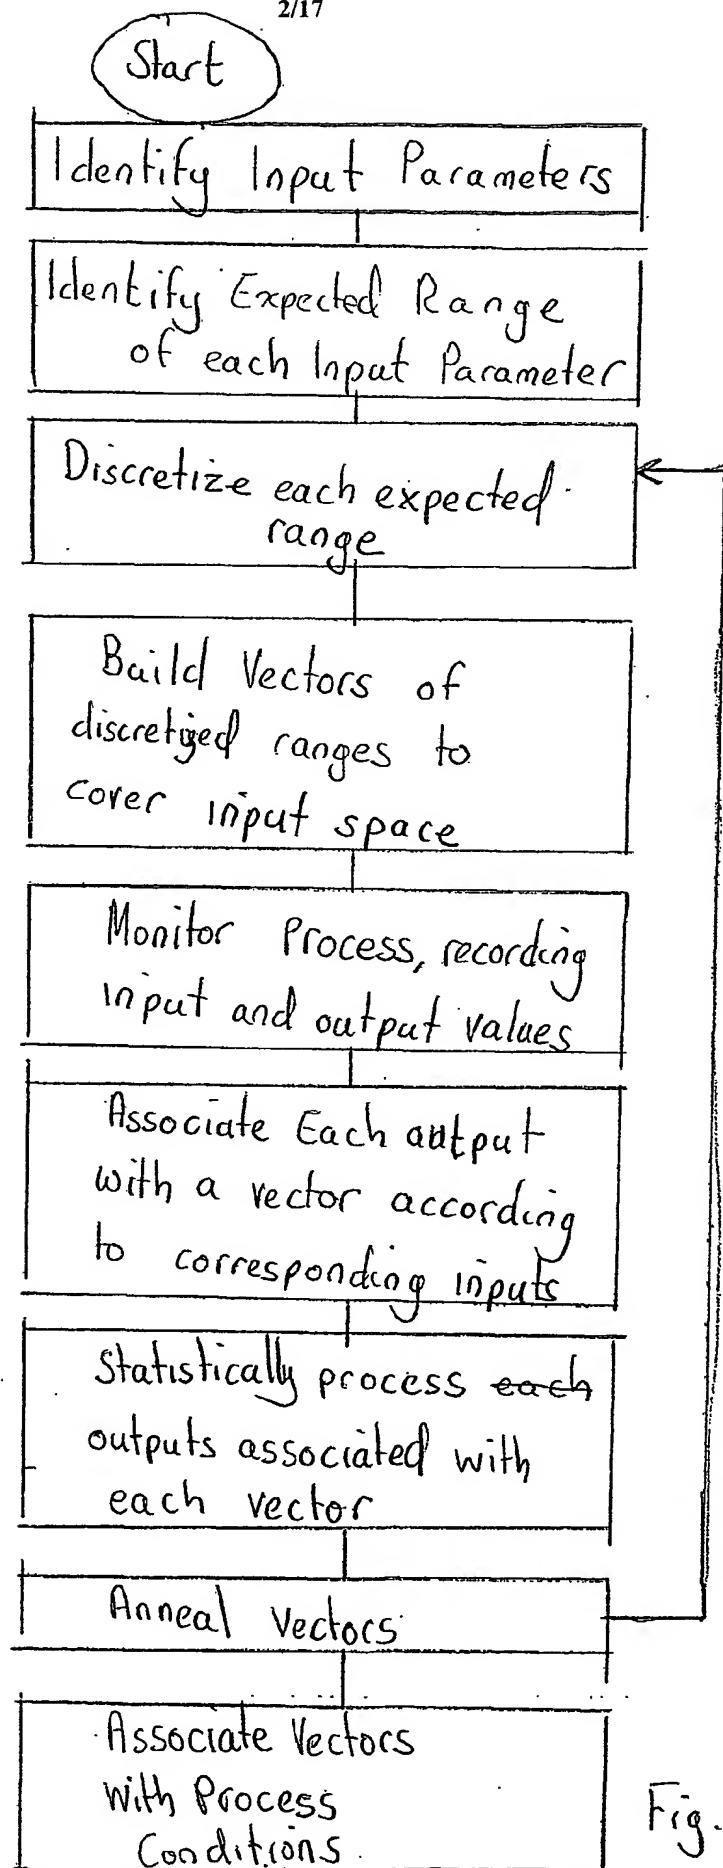 2/17
Start
Identify Input Parameters
Identify Expected Range
of each Input Parameter
Discretize each expected
range
Build Vectors of
discretized ranges to
cover input space
Monitor Process, recording
input and output values
Associate Each output
with a vector according
to corresponding inputs
Statistically process each
outputs associated with
each vector
Anneal Vectors
Associate Vectors
with Process
Conditions
Fig.